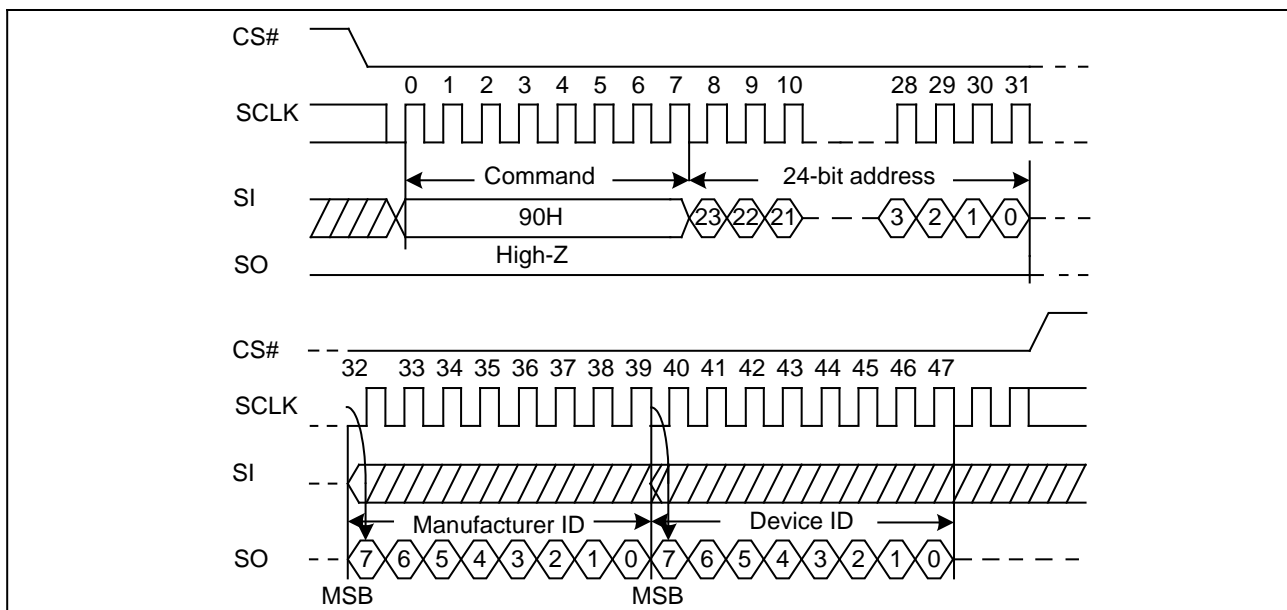 CS#
0 1 2 3 4 5 6 7 8 9 10 28 29 30 31
SCLK
Command 24-bit address
SI
90H 23 22 21 3 2 1 0
High-Z
SO
CS#
32 33 34 35 36 37 38 39 40 41 42 43 44 45 46 47
SCLK
SI
Manufacturer ID Device ID
SO 7 6 5 4 3 2 1 0 7 6 5 4 3 2 1 0
MSB MSB